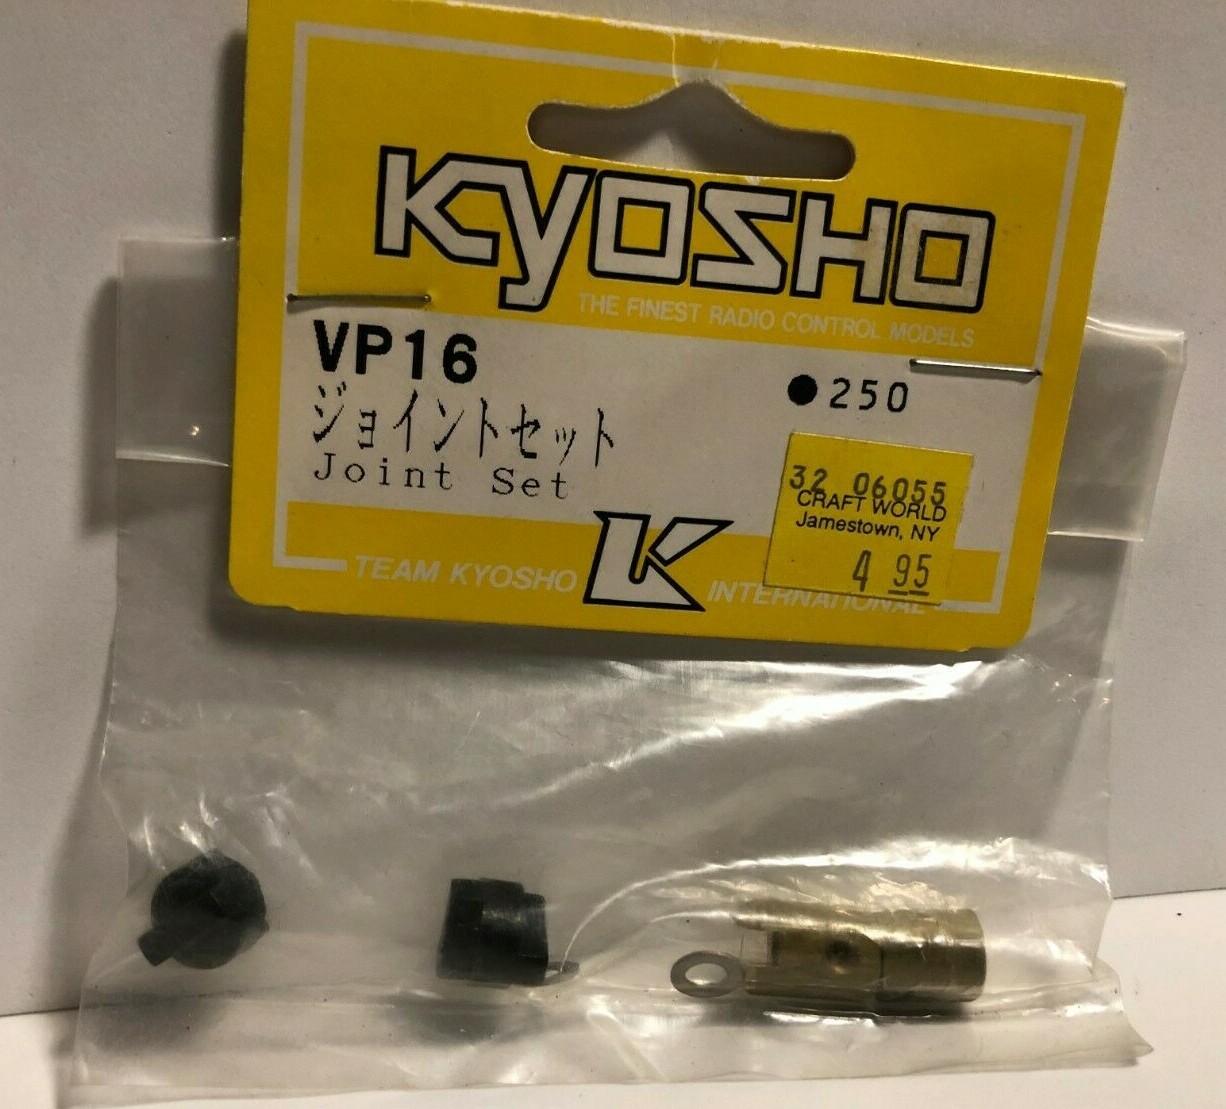 KYOSHO
THE FINEST RADIO CONTROL MODELS
VP16
●250
ジョイントセット
Joint Set
32 06055
CRAFT WORLD
Jamestown, NY
4 95
TEAM KYOSHO K INTERNATIONAL